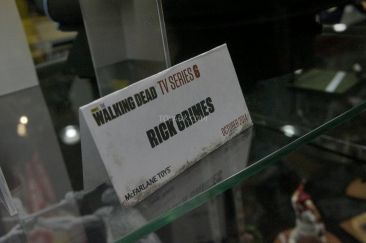 THE
WALKING DEAD TV SERIES 6
RICK GRIMES
McFARLANE TOYS OCTOBER 2014